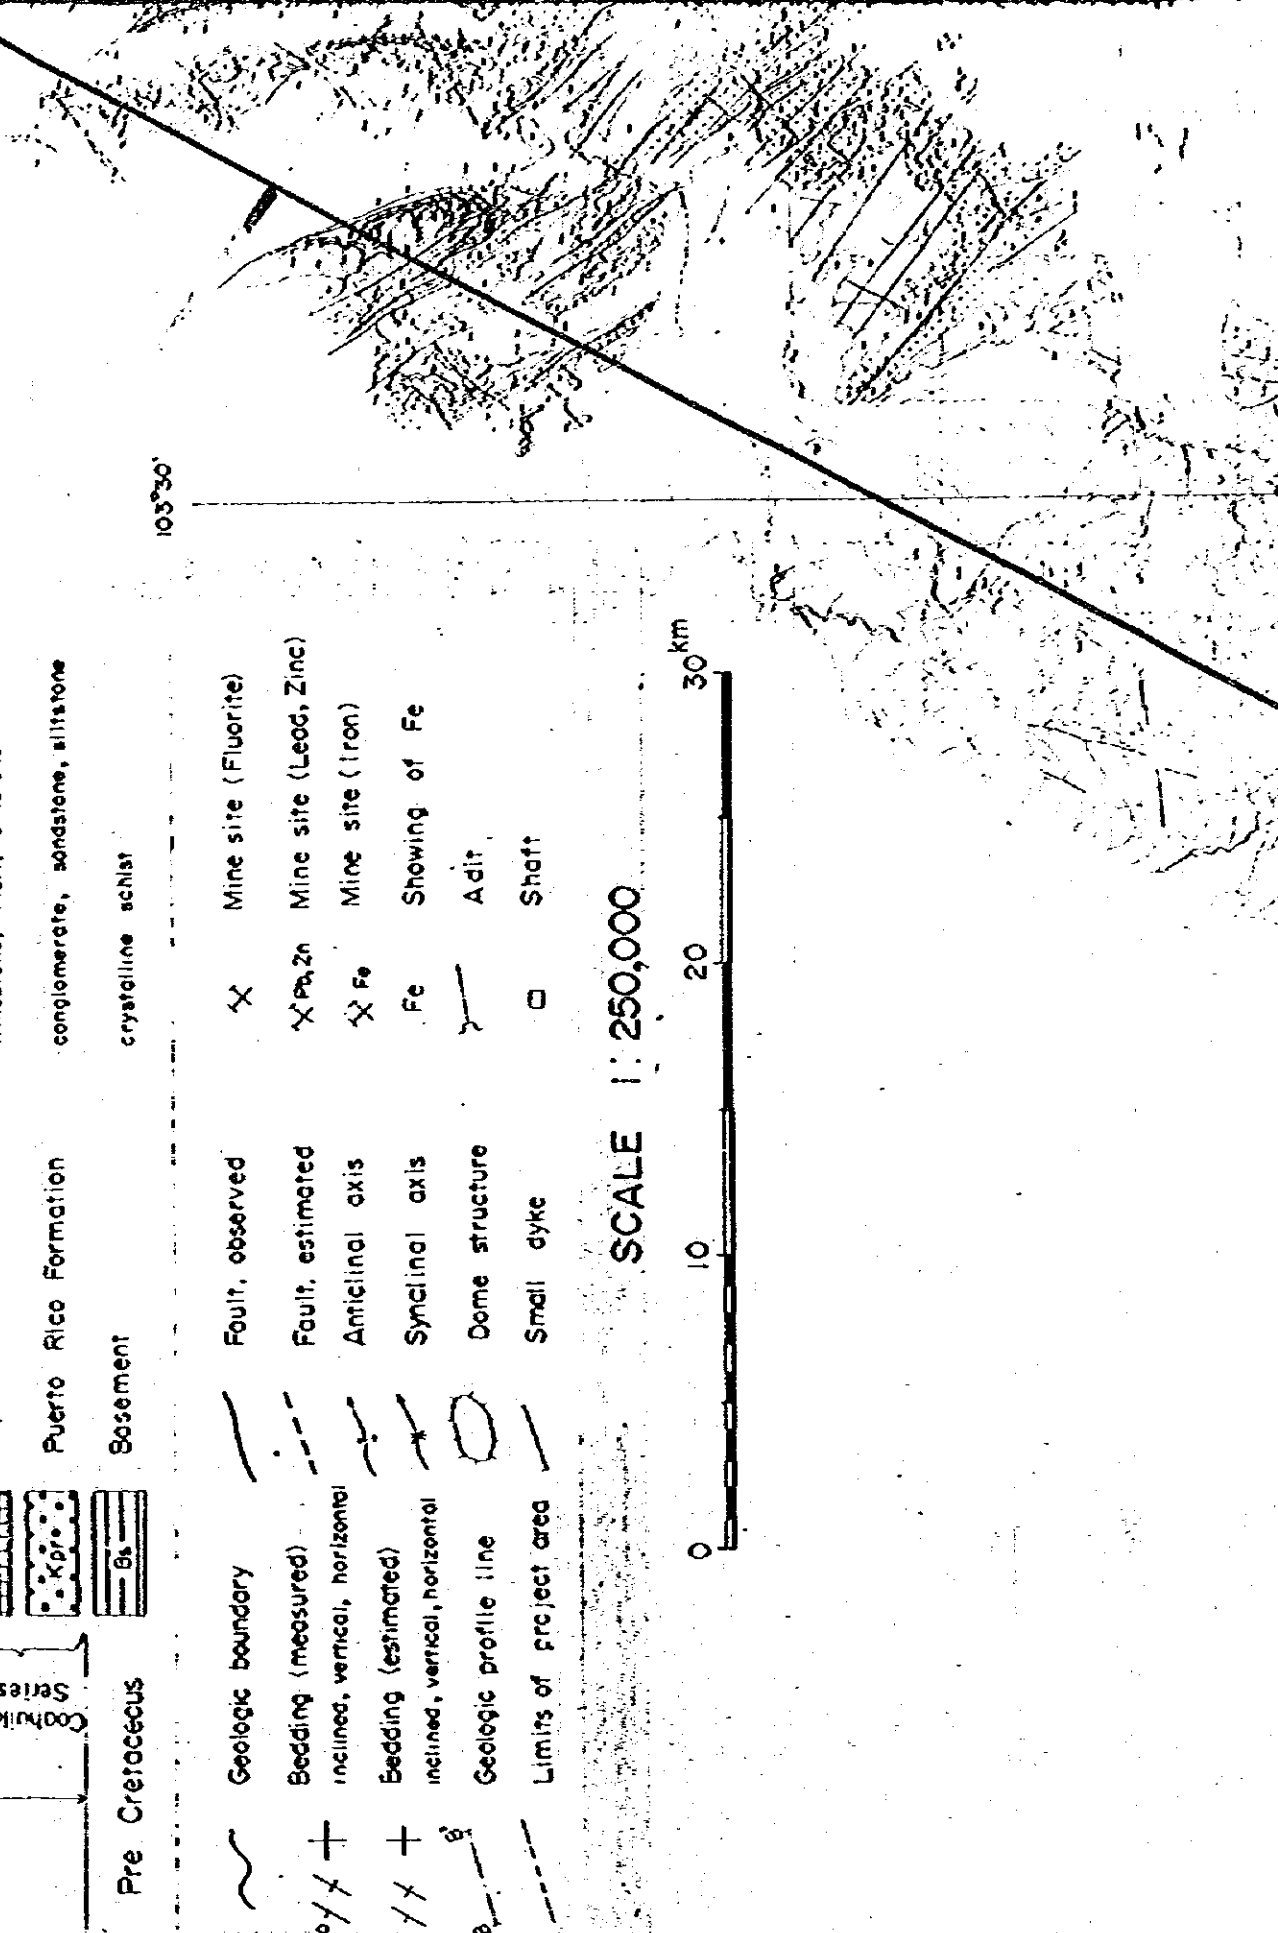 Coahuila Series
Kpr
Puerto Rico Formation
conglomerate, sandstone, siltstone
Pre Cretaceous
Bs
Basement
crystalline schist
Geologic boundary
Bedding (measured)
inclined, vertical, horizontal
Bedding (estimated)
inclined, vertical, horizontal
B
B'
Geologic profile line
Limits of project area
Fault, observed
Fault, estimated
Anticlinal axis
Synclinal axis
Dome structure
Small dyke
Mine site (Fluorite)
Pb, Zn
Mine site (Lead, Zinc)
Fe
Mine site (Iron)
Fe
Showing of Fe
Adit
Shaft
SCALE 1:250,000
0
10
20
30 km
103°30'